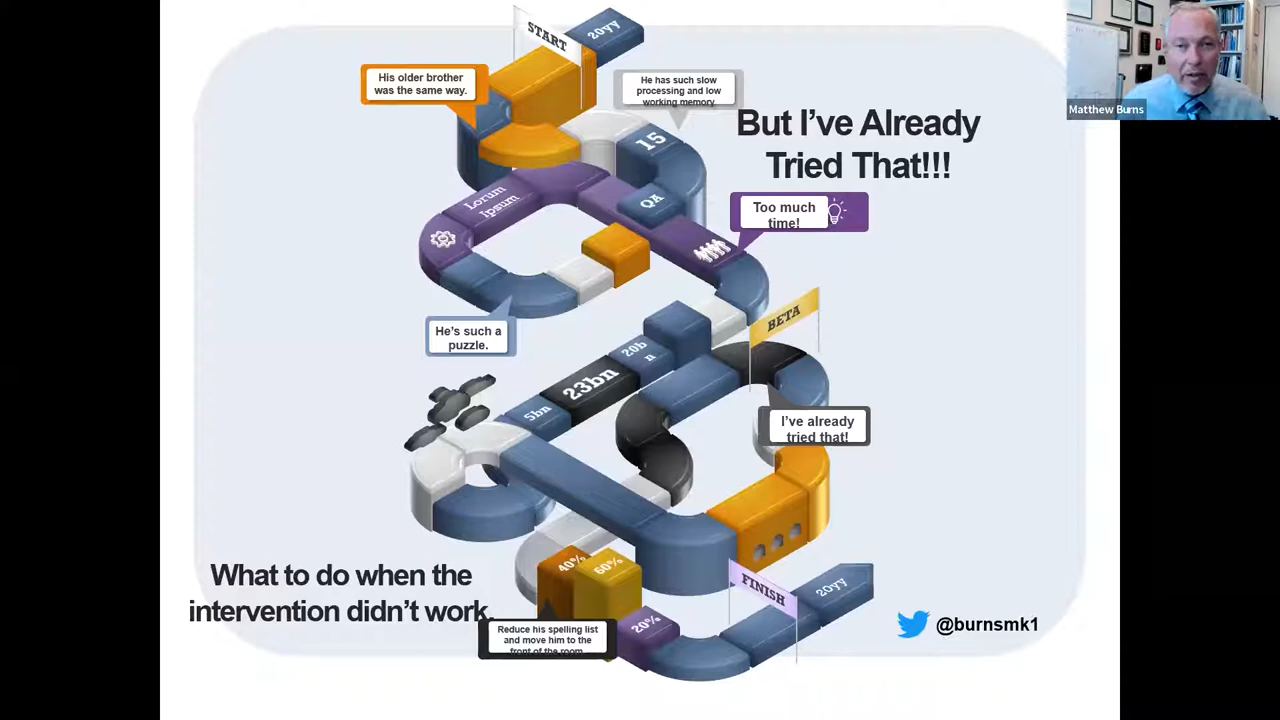 START
20yy
His older brother
was the same way.
He has such slow
processing and low
working memory
Matthew Burns
But I've Already
Tried That!!!
15
Lorum
Ipsum
QA
Too much
time!
He's such a
puzzle.
BETA
20b
n
23bn
5bn
I've already
tried that!
What to do when the
intervention didn't work.
40%
60%
FINISH
20yy
20%
Reduce his spelling list
and move him to the
front of the room
@burnsmk1